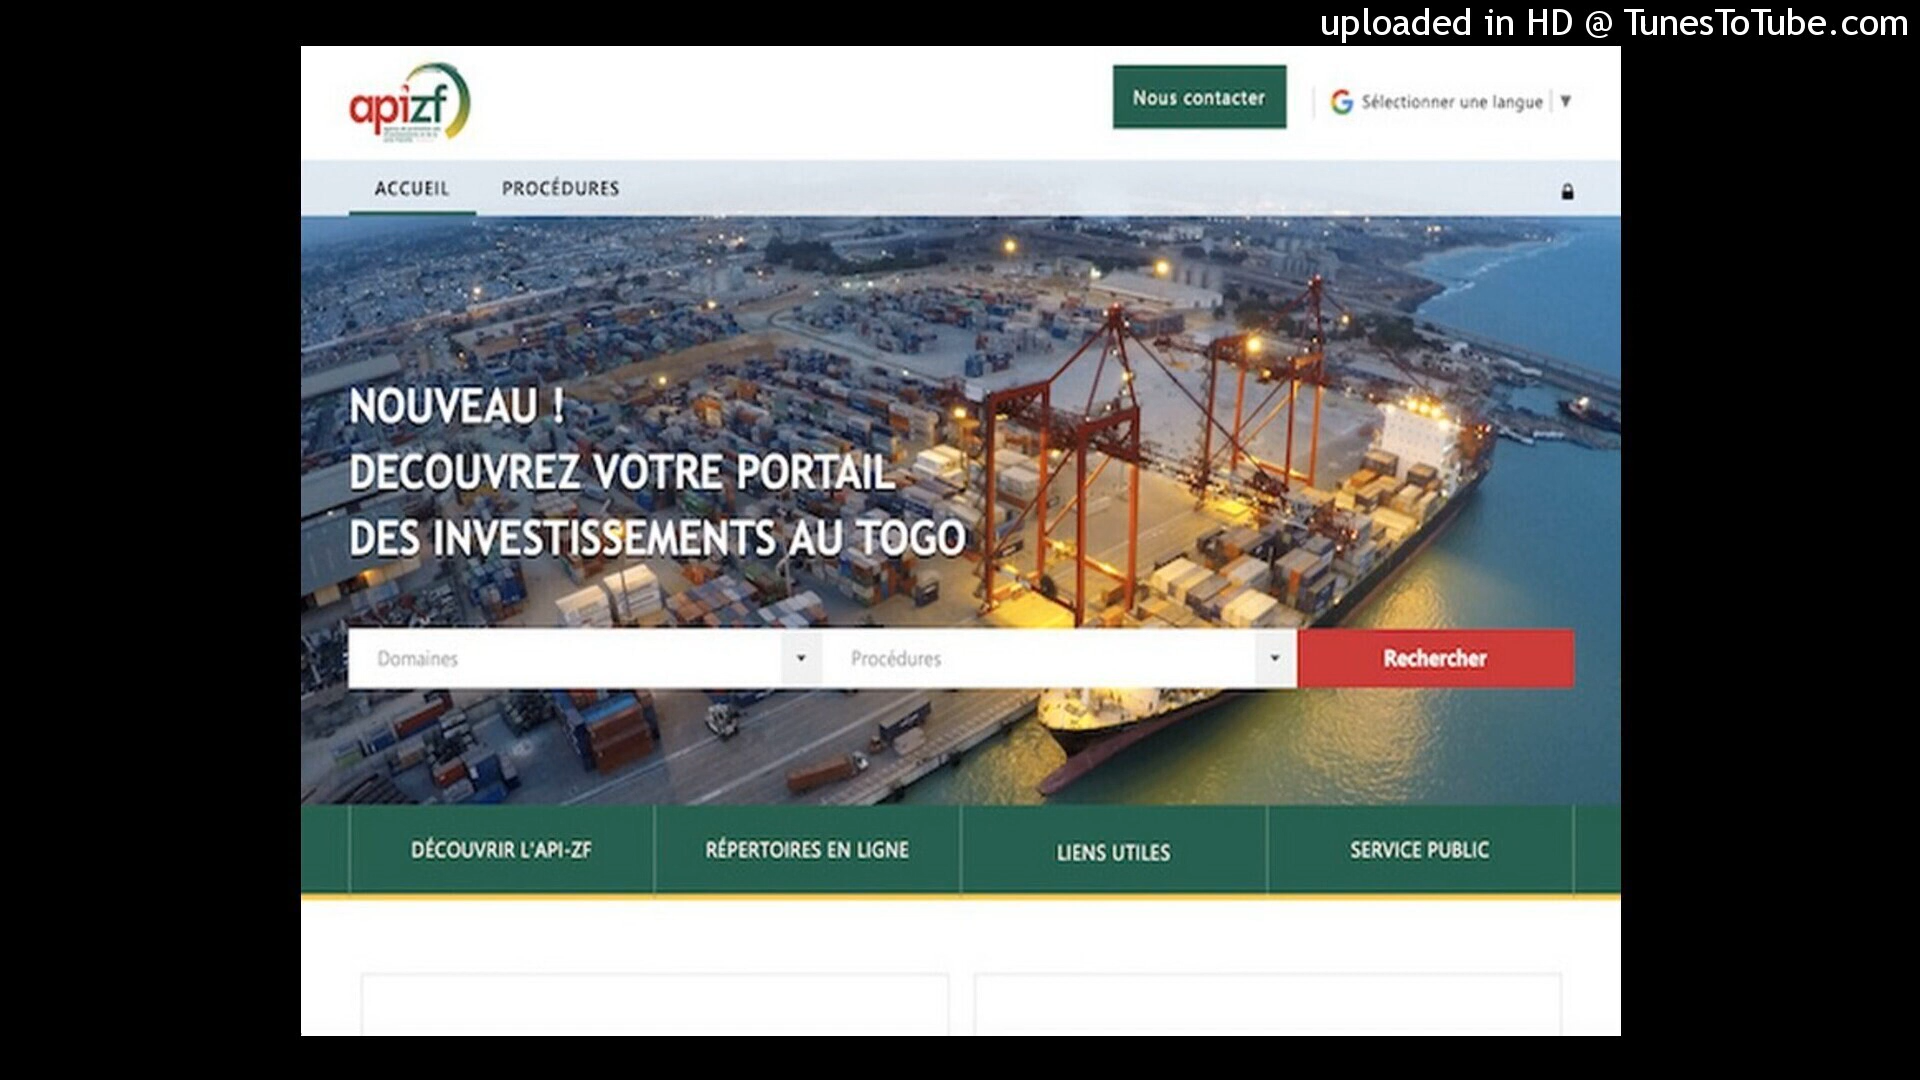 uploaded in HD @ TunesToTube.com
apizf
Nous contacter
Sélectionner une langue
ACCUEIL
PROCÉDURES
NOUVEAU !
DECOUVREZ VOTRE PORTAIL
DES INVESTISSEMENTS AU TOGO
Domaines
Procédures
Rechercher
DÉCOUVRIR L'API-ZF
RÉPERTOIRES EN LIGNE
LIENS UTILES
SERVICE PUBLIC